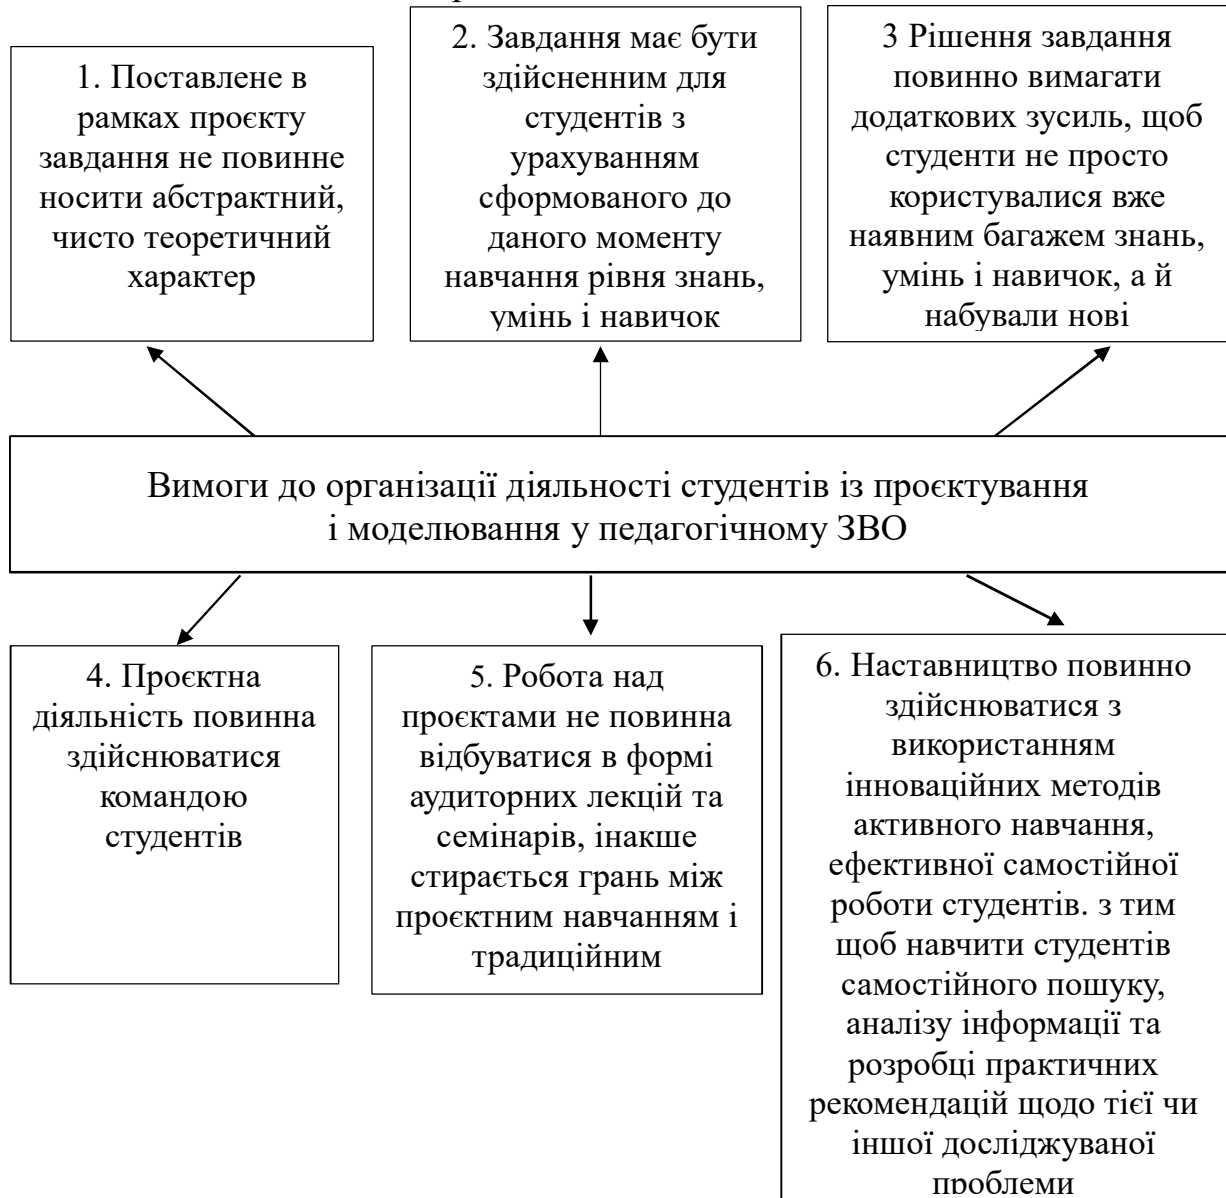 1. Поставлене в
рамках проєкту
завдання не повинне
носити абстрактний,
чисто теоретичний
характер
2. Завдання має бути
здійсненним для
студентів з
урахуванням
сформованого до
даного моменту
навчання рівня знань,
умінь і навичок
3 Рішення завдання
повинно вимагати
додаткових зусиль, щоб
студенти не просто
користувалися вже
наявним багажем знань,
умінь і навичок, а й
набували нові
Вимоги до організації діяльності студентів із проєктування
і моделювання у педагогічному ЗВО
4. Проєктна
діяльність повинна
здійснюватися
командою
студентів
5. Робота над
проєктами не повинна
відбуватися в формі
аудиторних лекцій та
семінарів, інакше
стирається грань між
проєктним навчанням і
традиційним
6. Наставництво повинно
здійснюватися з
використанням
інноваційних методів
активного навчання,
ефективної самостійної
роботи студентів. з тим
щоб навчити студентів
самостійного пошуку,
аналізу інформації та
розробці практичних
рекомендацій щодо тієї чи
іншої досліджуваної
проблеми